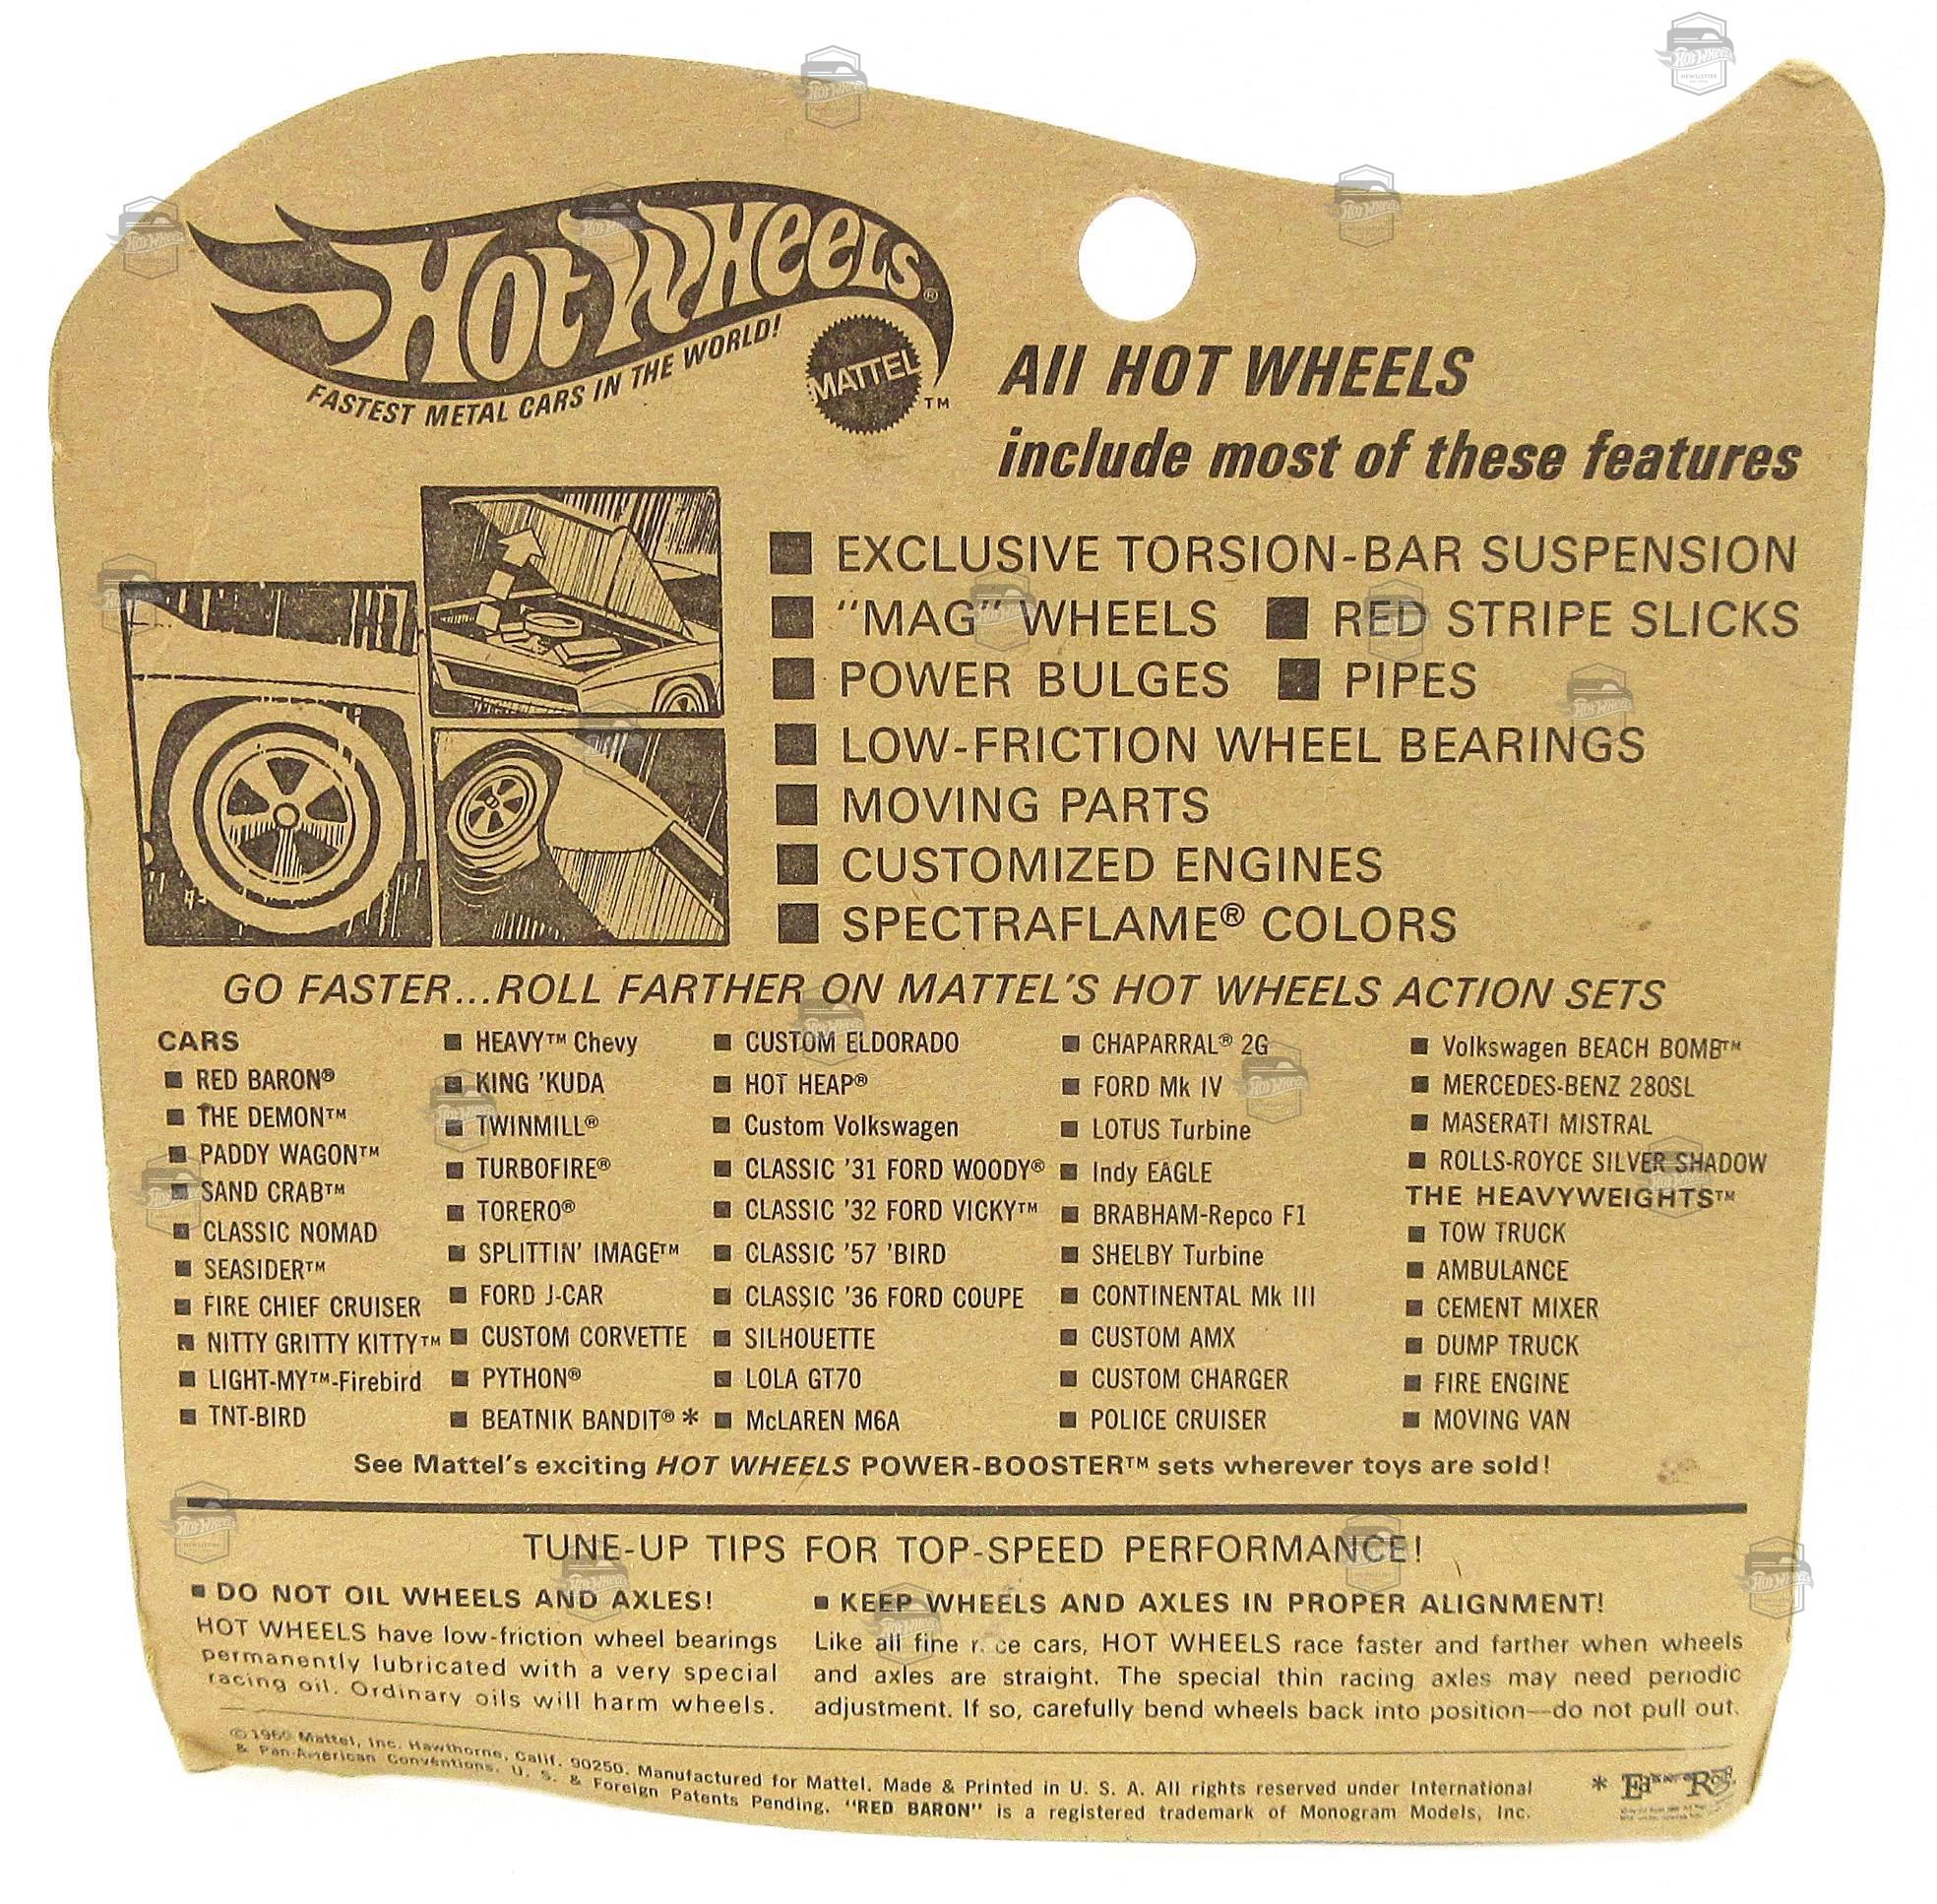 Hot Wheels®
FASTEST METAL CARS IN THE WORLD!
MATTEL ™
All HOT WHEELS
include most of these features
■ EXCLUSIVE TORSION-BAR SUSPENSION
■ "MAG" WHEELS ■ RED STRIPE SLICKS
■ POWER BULGES ■ PIPES
■ LOW-FRICTION WHEEL BEARINGS
■ MOVING PARTS
■ CUSTOMIZED ENGINES
■ SPECTRAFLAME® COLORS
GO FASTER...ROLL FARTHER ON MATTEL'S HOT WHEELS ACTION SETS
CARS
■ RED BARON®
■ THE DEMON™
■ PADDY WAGON™
■ SAND CRAB™
■ CLASSIC NOMAD
■ SEASIDER™
■ FIRE CHIEF CRUISER
■ NITTY GRITTY KITTY™
■ LIGHT-MY™-Firebird
■ TNT-BIRD
■ HEAVY™ Chevy
■ KING 'KUDA
■ TWINMILL®
■ TURBOFIRE®
■ TORERO®
■ SPLITTIN' IMAGE™
■ FORD J-CAR
■ CUSTOM CORVETTE
■ PYTHON®
■ BEATNIK BANDIT® *
■ CUSTOM ELDORADO
■ HOT HEAP®
■ Custom Volkswagen
■ CLASSIC '31 FORD WOODY®
■ CLASSIC '32 FORD VICKY™
■ CLASSIC '57 'BIRD
■ CLASSIC '36 FORD COUPE
■ SILHOUETTE
■ LOLA GT70
■ McLAREN M6A
■ CHAPARRAL® 2G
■ FORD Mk IV
■ LOTUS Turbine
■ Indy EAGLE
■ BRABHAM-Repco F1
■ SHELBY Turbine
■ CONTINENTAL Mk III
■ CUSTOM AMX
■ CUSTOM CHARGER
■ POLICE CRUISER
■ Volkswagen BEACH BOMB™
■ MERCEDES-BENZ 280SL
■ MASERATI MISTRAL
■ ROLLS-ROYCE SILVER SHADOW
THE HEAVYWEIGHTS™
■ TOW TRUCK
■ AMBULANCE
■ CEMENT MIXER
■ DUMP TRUCK
■ FIRE ENGINE
■ MOVING VAN
See Mattel's exciting HOT WHEELS POWER-BOOSTER™ sets wherever toys are sold!
TUNE-UP TIPS FOR TOP-SPEED PERFORMANCE!
■ DO NOT OIL WHEELS AND AXLES!
HOT WHEELS have low-friction wheel bearings
permanently lubricated with a very special
racing oil. Ordinary oils will harm wheels.
■ KEEP WHEELS AND AXLES IN PROPER ALIGNMENT!
Like all fine r ce cars, HOT WHEELS race faster and farther when wheels
and axles are straight. The special thin racing axles may need periodic
adjustment. If so, carefully bend wheels back into position—do not pull out.
© Mattel, Inc. Hawthorne, Calif. 90250. Manufactured for Mattel. Made & Printed in U. S. A. All rights reserved under International
& Pan-American Conventions. U. S. & Foreign Patents Pending. "RED BARON" is a registered trademark of Monogram Models, Inc.
*